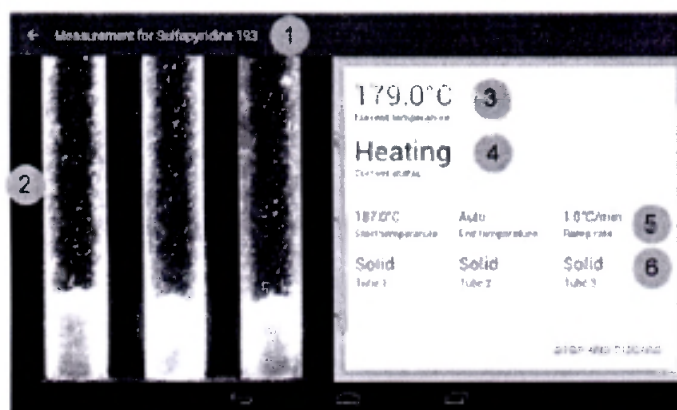 ← Measurement for Sulfapyridine 193
1
2
179.0°C
3
Current temperature
Heating
4
Current status
187.0°C Auto 1.0°C/min
5
Start temperature End temperature Ramp rate
Solid Solid Solid
6
Tube 1 Tube 2 Tube 3
STOP AND DISCARD